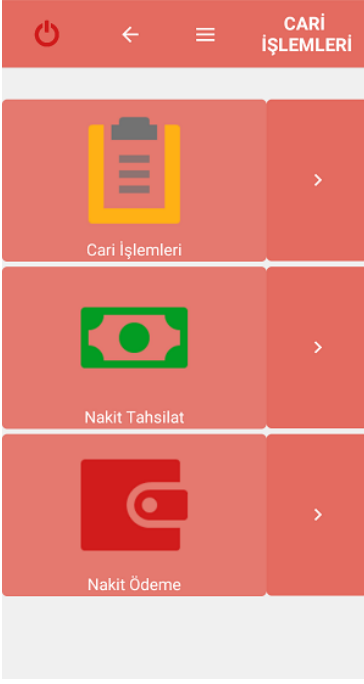 CARİ
İŞLEMLERİ
Cari İşlemleri
Nakit Tahsilat
Nakit Ödeme